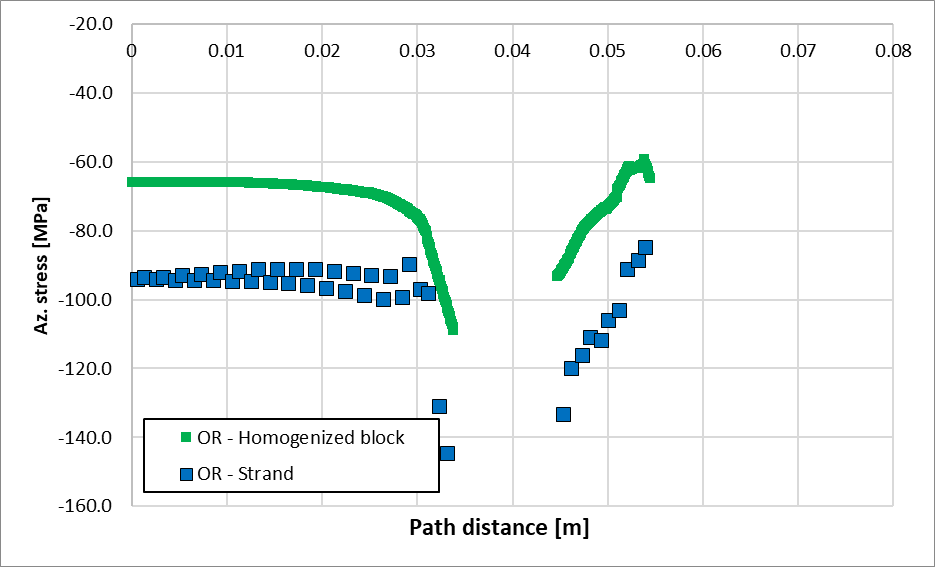 -20.0
0 0.01 0.02 0.03 0.04 0.05 0.06 0.07 0.08
-40.0
-60.0
-80.0
-100.0
-120.0
-140.0
-160.0
Az. stress [MPa]
OR - Homogenized block
OR - Strand
Path distance [m]